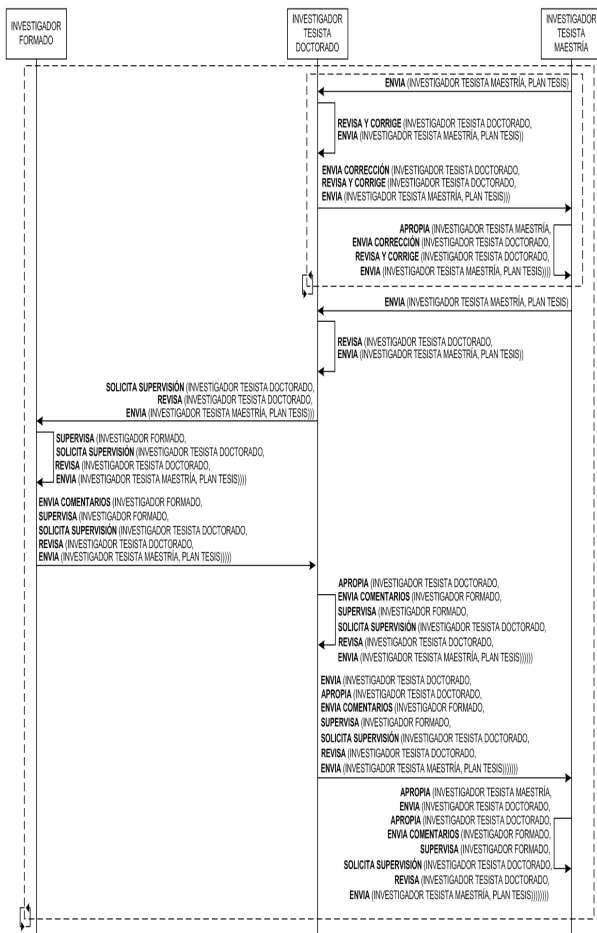 INVESTIGADOR
FORMADO
INVESTIGADOR
TESISTA
DOCTORADO
INVESTIGADOR
TESISTA
MAESTRÍA
ENVIA (INVESTIGADOR TESISTA MAESTRÍA, PLAN TESIS)
REVISA Y CORRIGE (INVESTIGADOR TESISTA DOCTORADO,
ENVIA (INVESTIGADOR TESISTA MAESTRÍA, PLAN TESIS))
ENVIA CORRECCIÓN (INVESTIGADOR TESISTA DOCTORADO,
REVISA Y CORRIGE (INVESTIGADOR TESISTA DOCTORADO,
ENVIA (INVESTIGADOR TESISTA MAESTRÍA, PLAN TESIS)))
APROPIA (INVESTIGADOR TESISTA MAESTRÍA,
ENVIA CORRECCIÓN (INVESTIGADOR TESISTA DOCTORADO,
REVISA Y CORRIGE (INVESTIGADOR TESISTA DOCTORADO,
ENVIA (INVESTIGADOR TESISTA MAESTRÍA, PLAN TESIS))))
ENVIA (INVESTIGADOR TESISTA MAESTRÍA, PLAN TESIS)
REVISA (INVESTIGADOR TESISTA DOCTORADO,
ENVIA (INVESTIGADOR TESISTA MAESTRÍA, PLAN TESIS))
SOLICITA SUPERVISIÓN (INVESTIGADOR TESISTA DOCTORADO,
REVISA (INVESTIGADOR TESISTA DOCTORADO,
ENVIA (INVESTIGADOR TESISTA MAESTRÍA, PLAN TESIS)))
SUPERVISA (INVESTIGADOR FORMADO,
SOLICITA SUPERVISIÓN (INVESTIGADOR TESISTA DOCTORADO,
REVISA (INVESTIGADOR TESISTA DOCTORADO,
ENVIA (INVESTIGADOR TESISTA MAESTRÍA, PLAN TESIS))))
ENVIA COMENTARIOS (INVESTIGADOR FORMADO,
SUPERVISA (INVESTIGADOR FORMADO,
SOLICITA SUPERVISIÓN (INVESTIGADOR TESISTA DOCTORADO,
REVISA (INVESTIGADOR TESISTA DOCTORADO,
ENVIA (INVESTIGADOR TESISTA MAESTRÍA, PLAN TESIS)))))
APROPIA (INVESTIGADOR TESISTA DOCTORADO,
ENVIA COMENTARIOS (INVESTIGADOR FORMADO,
SUPERVISA (INVESTIGADOR FORMADO,
SOLICITA SUPERVISIÓN (INVESTIGADOR TESISTA DOCTORADO,
REVISA (INVESTIGADOR TESISTA DOCTORADO,
ENVIA (INVESTIGADOR TESISTA MAESTRÍA, PLAN TESIS))))))
ENVIA (INVESTIGADOR TESISTA DOCTORADO,
APROPIA (INVESTIGADOR TESISTA DOCTORADO,
ENVIA COMENTARIOS (INVESTIGADOR FORMADO,
SUPERVISA (INVESTIGADOR FORMADO,
SOLICITA SUPERVISIÓN (INVESTIGADOR TESISTA DOCTORADO,
REVISA (INVESTIGADOR TESISTA DOCTORADO,
ENVIA (INVESTIGADOR TESISTA MAESTRÍA, PLAN TESIS)))))))
APROPIA (INVESTIGADOR TESISTA MAESTRÍA,
ENVIA (INVESTIGADOR TESISTA DOCTORADO,
APROPIA (INVESTIGADOR TESISTA DOCTORADO,
ENVIA COMENTARIOS (INVESTIGADOR FORMADO,
SUPERVISA (INVESTIGADOR FORMADO,
SOLICITA SUPERVISIÓN (INVESTIGADOR TESISTA DOCTORADO,
REVISA (INVESTIGADOR TESISTA DOCTORADO,
ENVIA (INVESTIGADOR TESISTA MAESTRÍA, PLAN TESIS))))))))